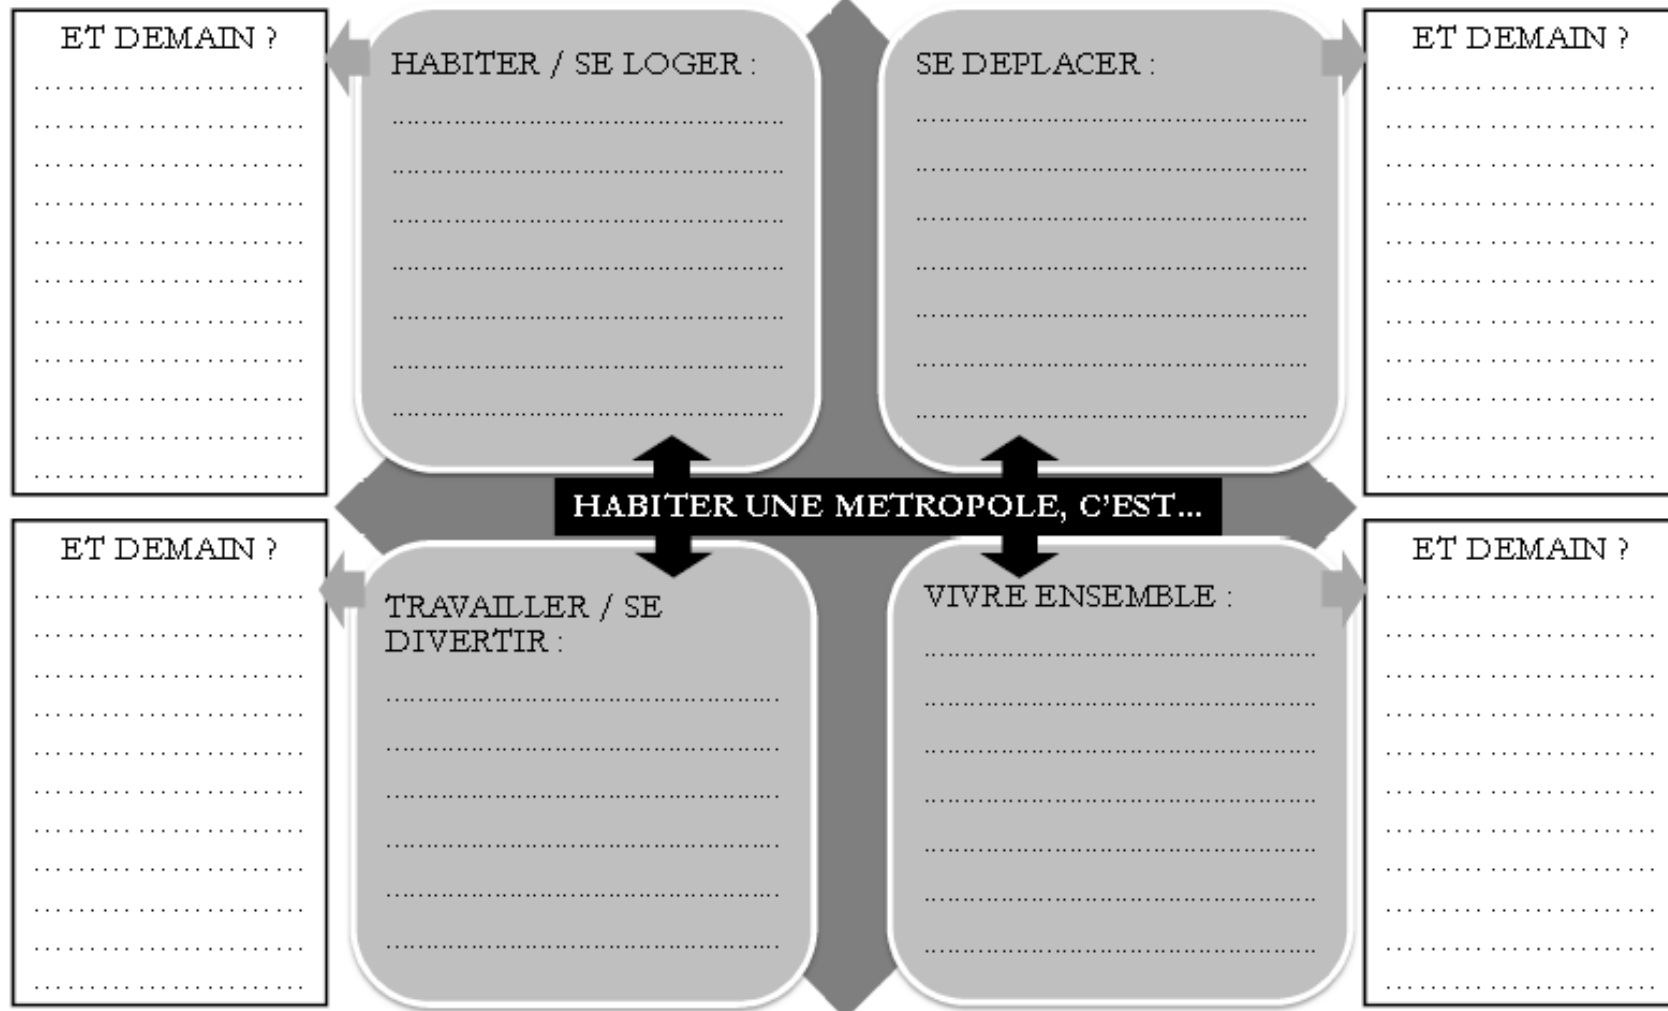 ET DEMAIN ?
HABITER / SE LOGER :
SE DEPLACER :
ET DEMAIN ?
HABITER UNE METROPOLE, C'EST...
ET DEMAIN ?
TRAVAILLER / SE
DIVERTIR :
VIVRE ENSEMBLE :
ET DEMAIN ?